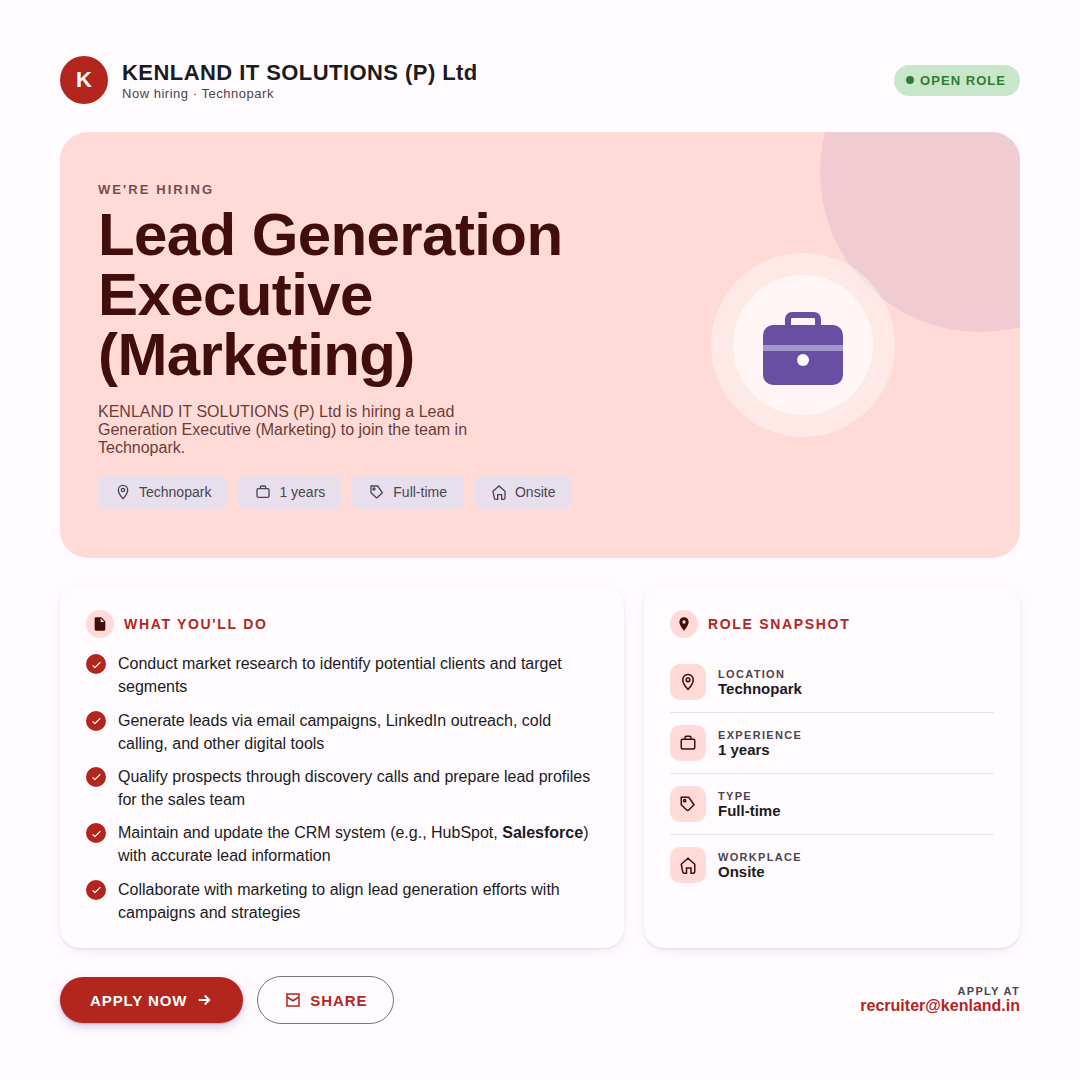 K
KENLAND IT SOLUTIONS (P) Ltd
Now hiring · Technopark
OPEN ROLE
WE'RE HIRING
Lead Generation
Executive
(Marketing)
KENLAND IT SOLUTIONS (P) Ltd is hiring a Lead
Generation Executive (Marketing) to join the team in
Technopark.
Technopark
1 years
Full-time
Onsite
WHAT YOU'LL DO
Conduct market research to identify potential clients and target
segments
Generate leads via email campaigns, LinkedIn outreach, cold
calling, and other digital tools
Qualify prospects through discovery calls and prepare lead profiles
for the sales team
Maintain and update the CRM system (e.g., HubSpot, Salesforce)
with accurate lead information
Collaborate with marketing to align lead generation efforts with
campaigns and strategies
ROLE SNAPSHOT
LOCATION
Technopark
EXPERIENCE
1 years
TYPE
Full-time
WORKPLACE
Onsite
APPLY NOW
SHARE
APPLY AT
recruiter@kenland.in